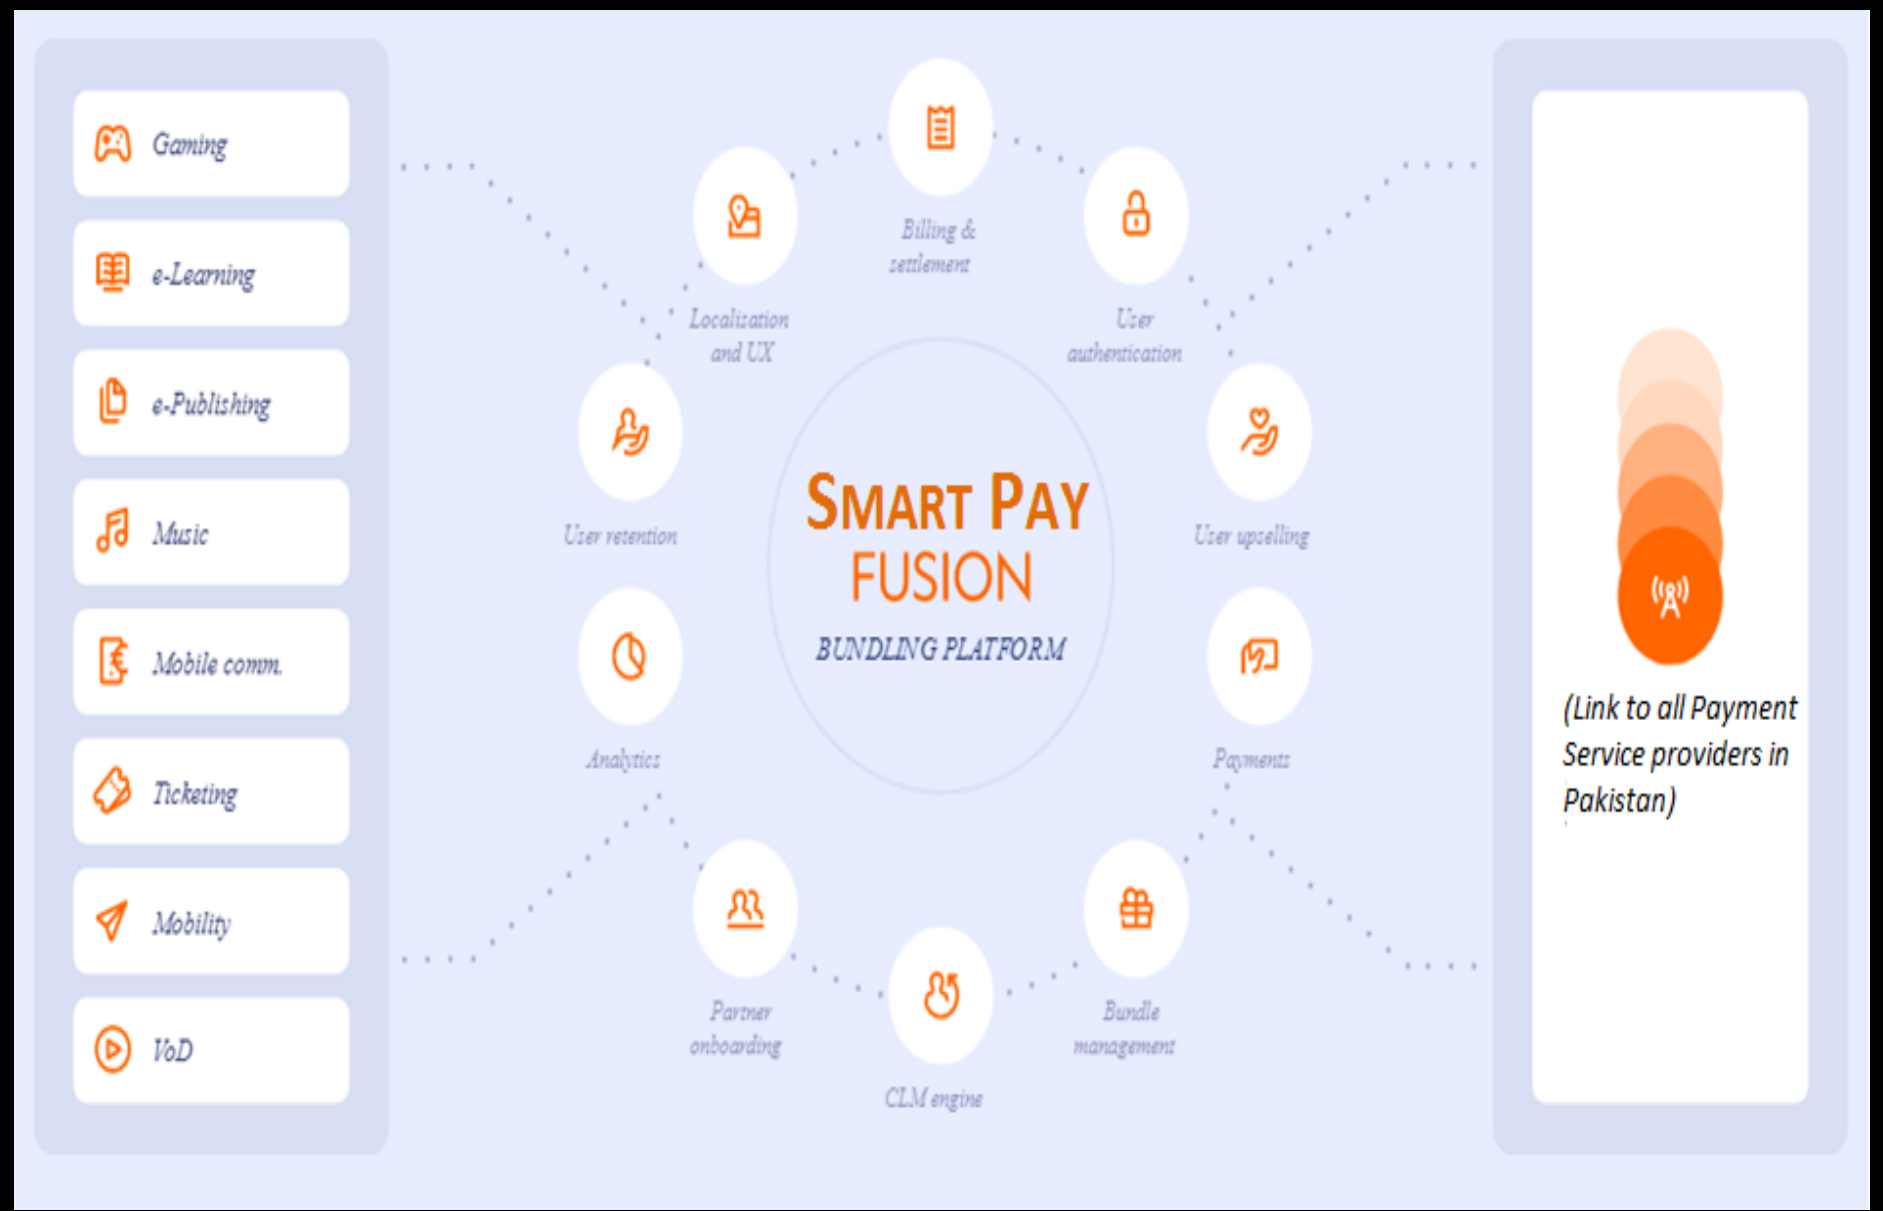 Gaming
e-Learning
e-Publishing
Music
Mobile comm.
Ticketing
Mobility
VoD
Billing &
settlement
Localisation
and UX
User
authentication
User retention
User upselling
SMART PAY
FUSION
BUNDLING PLATFORM
Analytics
Payments
Partner
onboarding
Bundle
management
CLM engine
(Link to all Payment
Service providers in
Pakistan)